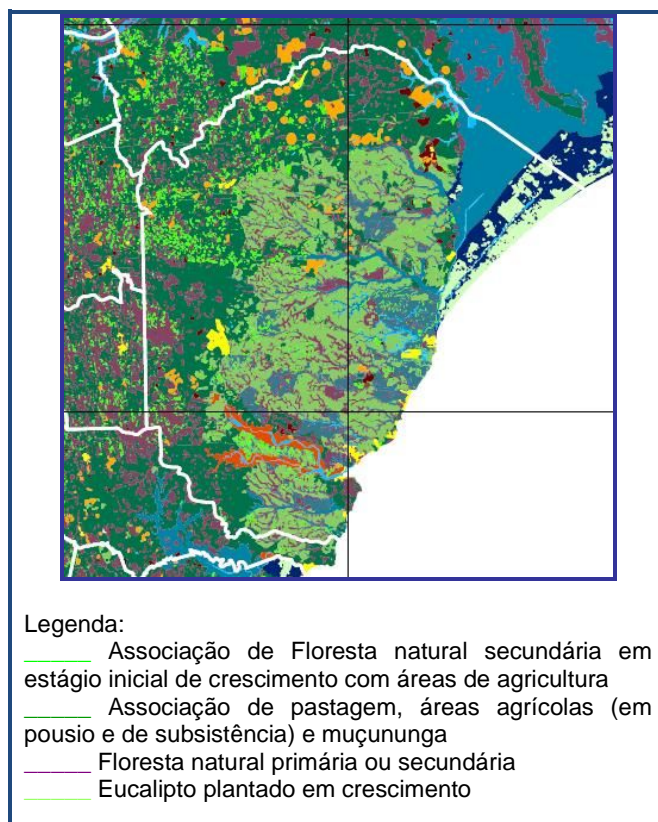 Legenda:
_____ Associação de Floresta natural secundária em
estágio inicial de crescimento com áreas de agricultura
_____ Associação de pastagem, áreas agrícolas (em
pousio e de subsistência) e muçununga
_____ Floresta natural primária ou secundária
_____ Eucalipto plantado em crescimento